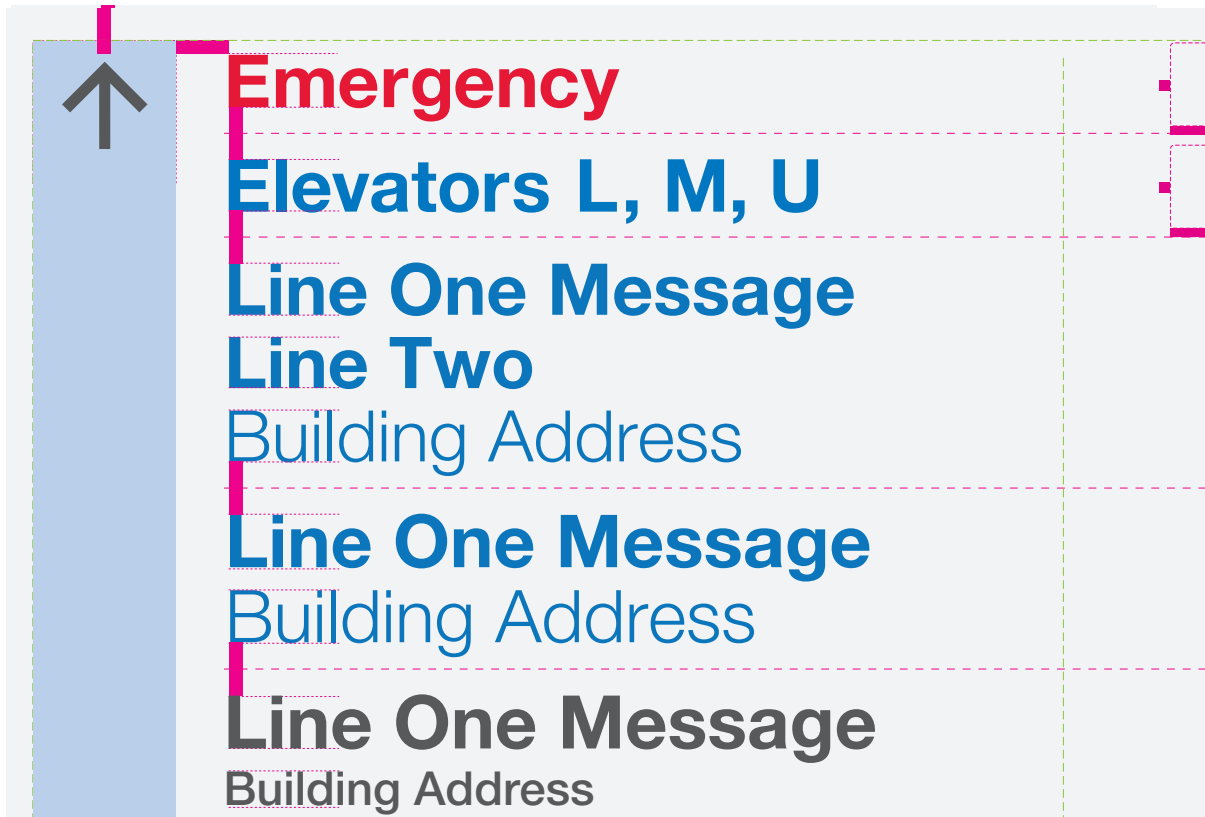 Emergency
Elevators L, M, U
Line One Message
Line Two
Building Address
Line One Message
Building Address
Line One Message
Building Address